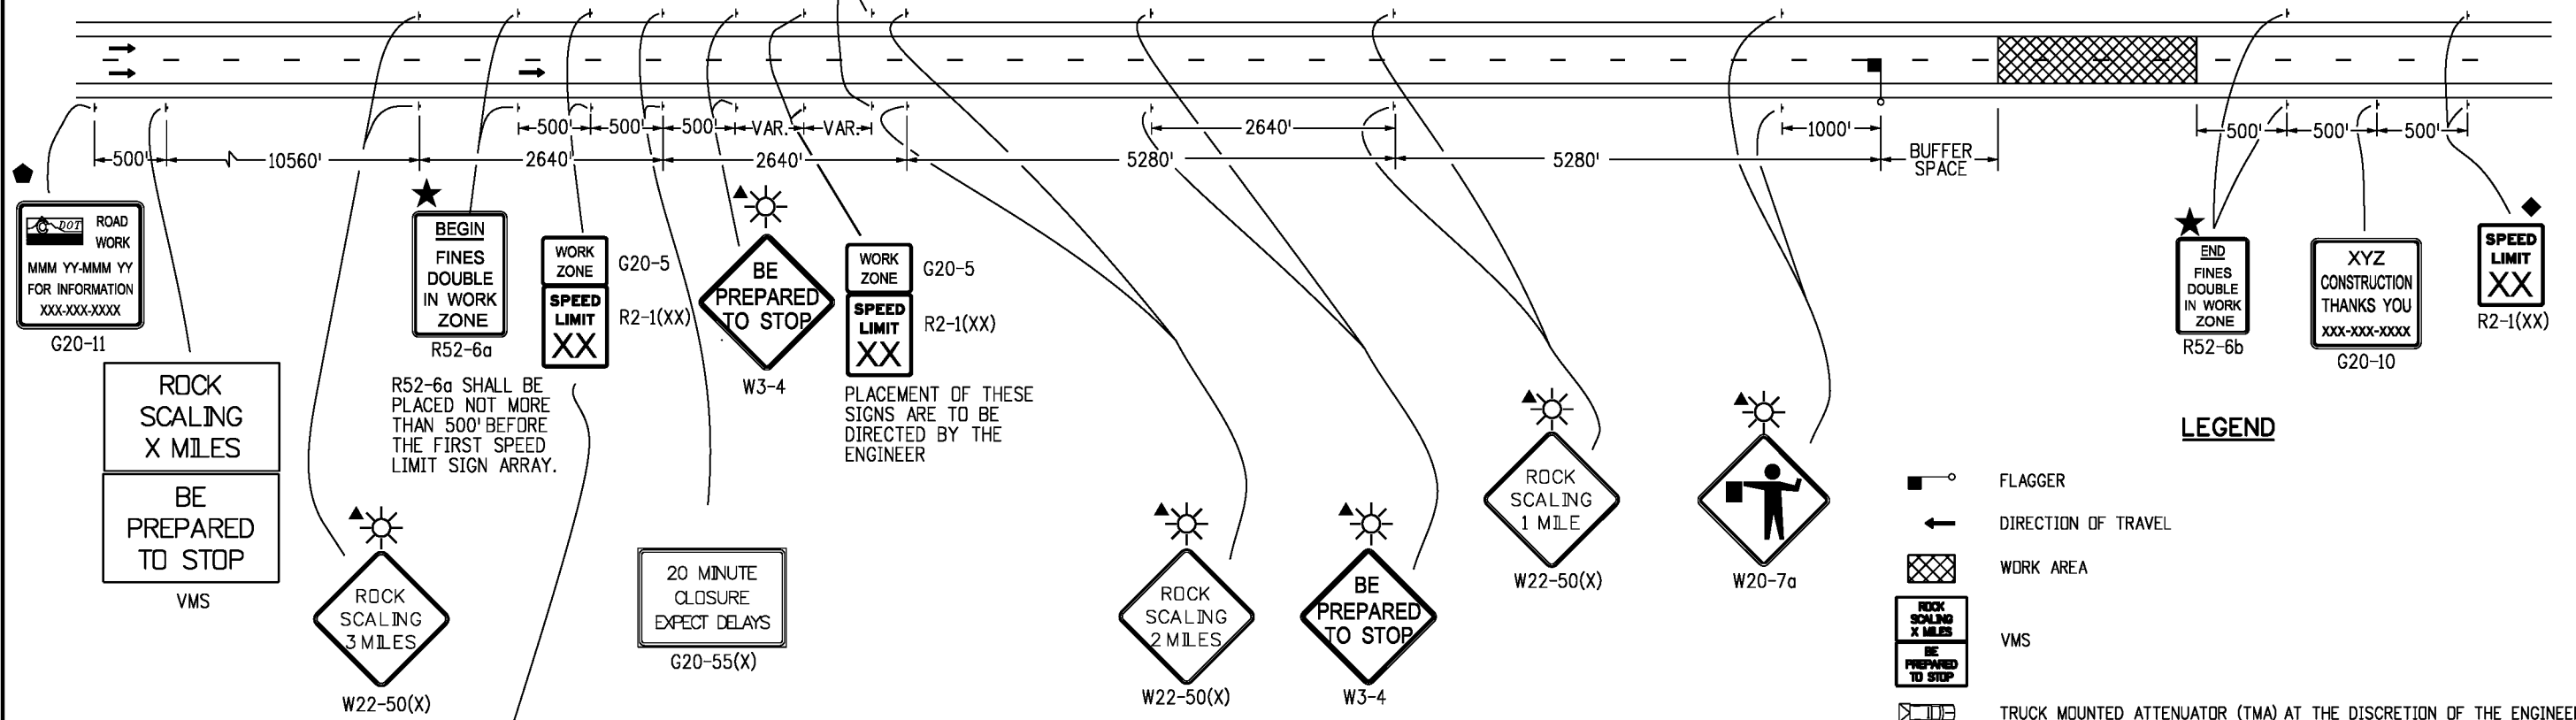 500'
500'
500'
VAR.
VAR.
2640'
1000'
500'
500'
500'
500'
10560'
2640'
2640'
5280'
5280'
BUFFER
SPACE
DOT ROAD
WORK
MMM YY-MMM YY
FOR INFORMATION
XXX-XXX-XXXX
G20-11
ROCK
SCALING
X MILES
BE
PREPARED
TO STOP
VMS
ROCK
SCALING
3 MILES
W22-50(X)
BEGIN
FINES
DOUBLE
IN WORK
ZONE
R52-6a
R52-6a SHALL BE
PLACED NOT MORE
THAN 500' BEFORE
THE FIRST SPEED
LIMIT SIGN ARRAY.
WORK
ZONE
G20-5
SPEED
LIMIT
XX
R2-1(XX)
20 MINUTE
CLOSURE
EXPECT DELAYS
G20-55(X)
BE
PREPARED
TO STOP
W3-4
WORK
ZONE
G20-5
SPEED
LIMIT
XX
R2-1(XX)
PLACEMENT OF THESE
SIGNS ARE TO BE
DIRECTED BY THE
ENGINEER
ROCK
SCALING
2 MILES
W22-50(X)
BE
PREPARED
TO STOP
W3-4
ROCK
SCALING
1 MILE
W22-50(X)
W20-7a
END
FINES
DOUBLE
IN WORK
ZONE
R52-6b
XYZ
CONSTRUCTION
THANKS YOU
XXX-XXX-XXXX
G20-10
SPEED
LIMIT
XX
R2-1(XX)
LEGEND
FLAGGER
DIRECTION OF TRAVEL
WORK AREA
ROCK
SCALING
X MILES
BE
PREPARED
TO STOP
VMS
TRUCK MOUNTED ATTENUATOR (TMA) AT THE DISCRETION OF THE ENGINEER